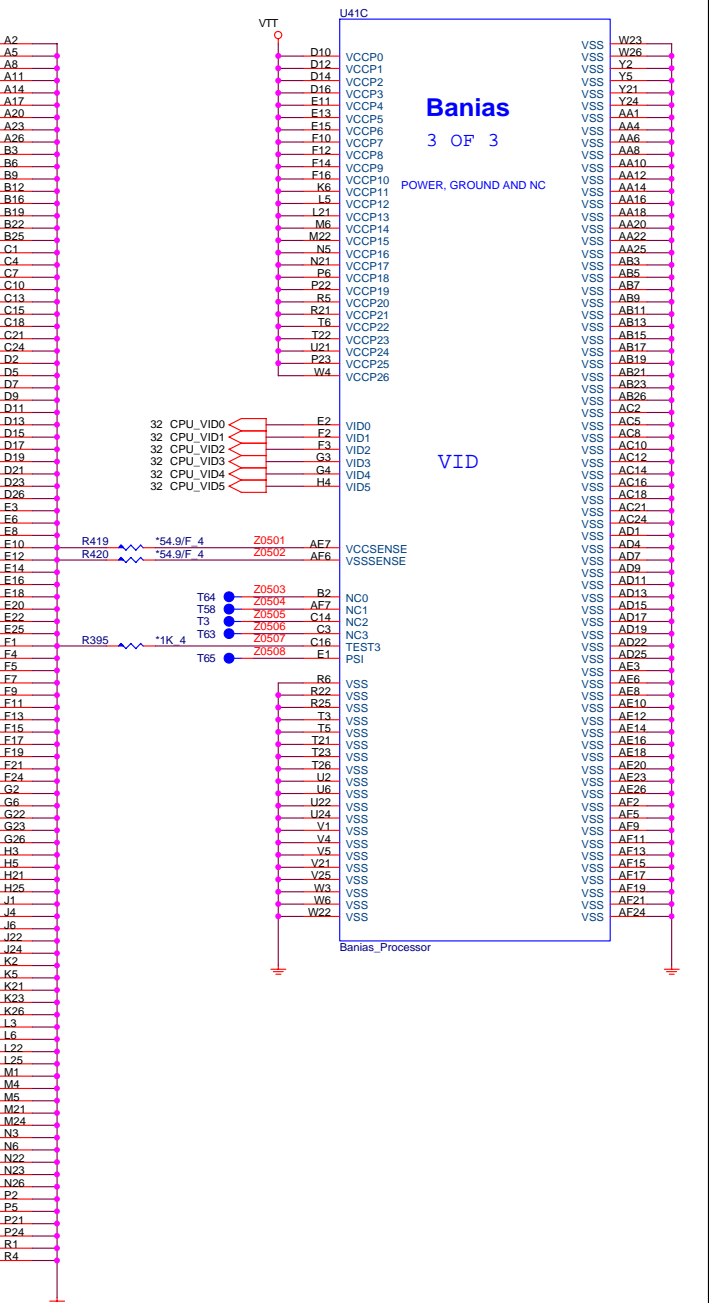 U41C
VTT
A2 VSS W23
A5 D10 VCCP0 VSS W26
A8 D12 VCCP1 VSS Y2
A11 D14 VCCP2 VSS Y5
A14 D16 VCCP3 VSS Y21
A17 E11 VCCP4 VSS Y24
Banias
A20 E13 VCCP5 VSS AA1
A23 E15 VCCP6 VSS AA4
3 OF 3
A26 F10 VCCP7 VSS AA6
B3 F12 VCCP8 VSS AA8
B6 F14 VCCP9 VSS AA10
B9 F16 VCCP10 VSS AA12
POWER, GROUND AND NC
B12 K6 VCCP11 VSS AA14
B16 L5 VCCP12 VSS AA16
B19 L21 VCCP13 VSS AA18
B22 M6 VCCP14 VSS AA20
B25 M22 VCCP15 VSS AA22
C1 N5 VCCP16 VSS AA25
C4 N21 VCCP17 VSS AB3
C7 P6 VCCP18 VSS AB5
C10 P22 VCCP19 VSS AB7
C13 R5 VCCP20 VSS AB9
C15 R21 VCCP21 VSS AB11
C18 T6 VCCP22 VSS AB13
C21 T22 VCCP23 VSS AB15
C24 U21 VCCP24 VSS AB17
D2 P23 VCCP25 VSS AB19
D5 W4 VCCP26 VSS AB21
D7 VSS AB23
D9 VSS AB26
D11 VSS AC2
D13 32 CPU_VID0 E2 VID0 VSS AC5
D15 32 CPU_VID1 F2 VID1 VSS AC8
D17 32 CPU_VID2 F3 VID2 VSS AC10
D19 32 CPU_VID3 G3 VID3 VID VSS AC12
D21 32 CPU_VID4 G4 VID4 VSS AC14
D23 32 CPU_VID5 H4 VID5 VSS AC16
D26 VSS AC18
E3 VSS AC21
E6 VSS AC24
E8 VSS AD1
E10 R419 *54.9/F_4 Z0501 AE7 VCCSENSE VSS AD4
E12 R420 *54.9/F_4 Z0502 AF6 VSSSENSE VSS AD7
E14 VSS AD9
E16 VSS AD11
E18 T64 Z0503 B2 NC0 VSS AD13
E20 T58 Z0504 AF7 NC1 VSS AD15
E22 T3 Z0505 C14 NC2 VSS AD17
E25 T63 Z0506 C3 NC3 VSS AD19
F1 R395 *1K_4 Z0507 C16 TEST3 VSS AD22
F4 T65 Z0508 E1 PSI VSS AD25
F5 VSS AE3
F7 R6 VSS VSS AE6
F9 R22 VSS VSS AE8
F11 R25 VSS VSS AE10
F13 T3 VSS VSS AE12
F15 T5 VSS VSS AE14
F17 T21 VSS VSS AE16
F19 T23 VSS VSS AE18
F21 T26 VSS VSS AE20
F24 U2 VSS VSS AE23
G2 U6 VSS VSS AE26
G6 U22 VSS VSS AF2
G22 U24 VSS VSS AF5
G23 V1 VSS VSS AF9
G26 V4 VSS VSS AF11
H3 V5 VSS VSS AF13
H5 V21 VSS VSS AF15
H21 V25 VSS VSS AF17
H25 W3 VSS VSS AF19
J1 W6 VSS VSS AF21
J4 W22 VSS VSS AF24
J6
J22 Banias_Processor
J24
K2
K5
K21
K23
K26
L3
L6
L22
L25
M1
M4
M5
M21
M24
N3
N6
N22
N23
N26
P2
P5
P21
P24
R1
R4